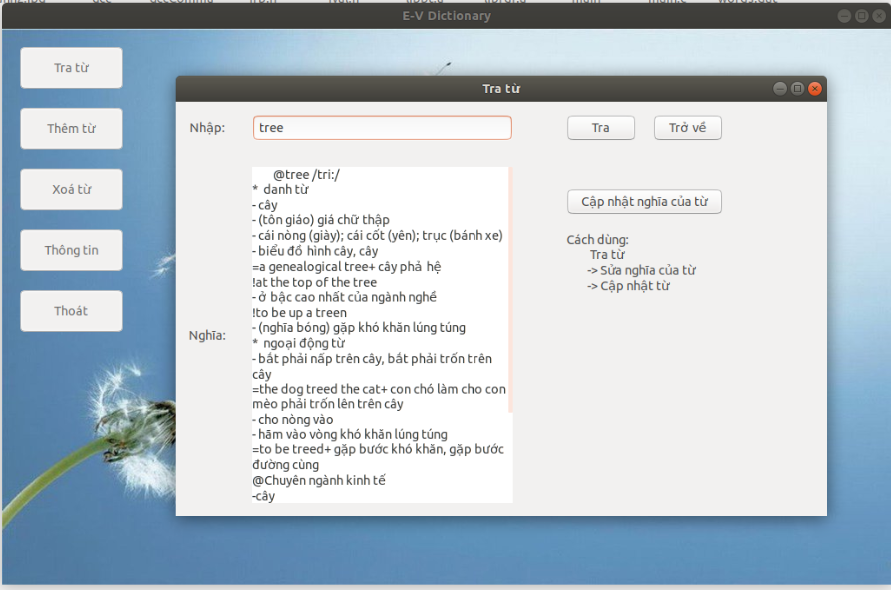 E-V Dictionary
Tra từ
Thêm từ
Xoá từ
Thông tin
Thoát
Tra từ
Nhập:
tree
Tra
Trở về
Cập nhật nghĩa của từ
Cách dùng:
Tra từ
-> Sửa nghĩa của từ
-> Cập nhật từ
Nghĩa:
@tree /tri:/
* danh từ
- cây
- (tôn giáo) giá chữ thập
- cái nòng (giày); cái cốt (yên); trục (bánh xe)
- biểu đồ hình cây, cây
=a genealogical tree+ cây phả hệ
!at the top of the tree
- ở bậc cao nhất của ngành nghề
!to be up a treen
- (nghĩa bóng) gặp khó khăn lúng túng
* ngoại động từ
- bắt phải nấp trên cây, bắt phải trốn trên
cây
=the dog treed the cat+ con chó làm cho con
mèo phải trốn lên trên cây
- cho nòng vào
- hãm vào vòng khó khăn lúng túng
=to be treed+ gặp bước khó khăn, gặp bước
đường cùng
@Chuyên ngành kinh tế
-cây